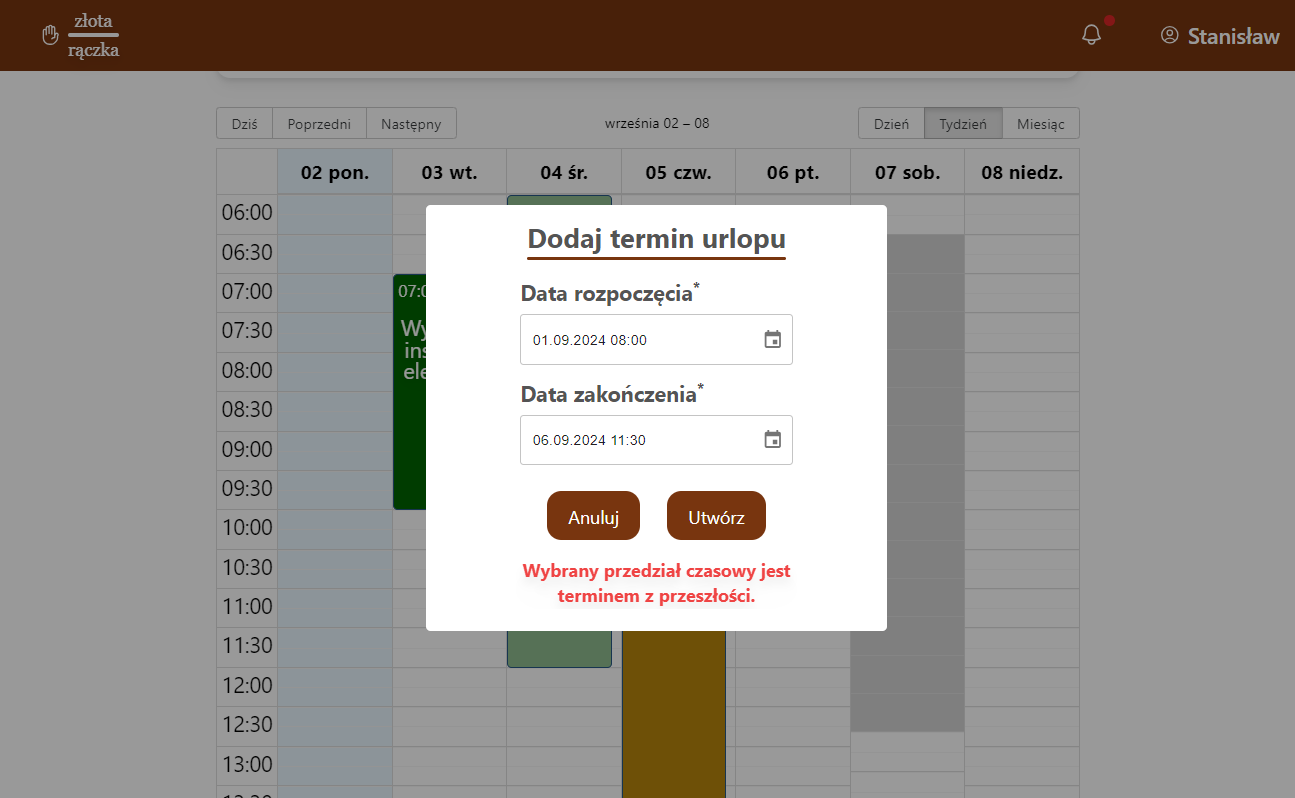 złota
rączka
Stanisław
Dziś Poprzedni Następny
września 02 – 08
Dzień Tydzień Miesiąc
02 pon. 03 wt. 04 śr. 05 czw. 06 pt. 07 sob. 08 niedz.
06:00
06:30
07:00
07:30
08:00
08:30
09:00
09:30
10:00
10:30
11:00
11:30
12:00
12:30
13:00
Dodaj termin urlopu
Data rozpoczęcia*
01.09.2024 08:00
Data zakończenia*
06.09.2024 11:30
Anuluj Utwórz
Wybrany przedział czasowy jest
terminem z przeszłości.